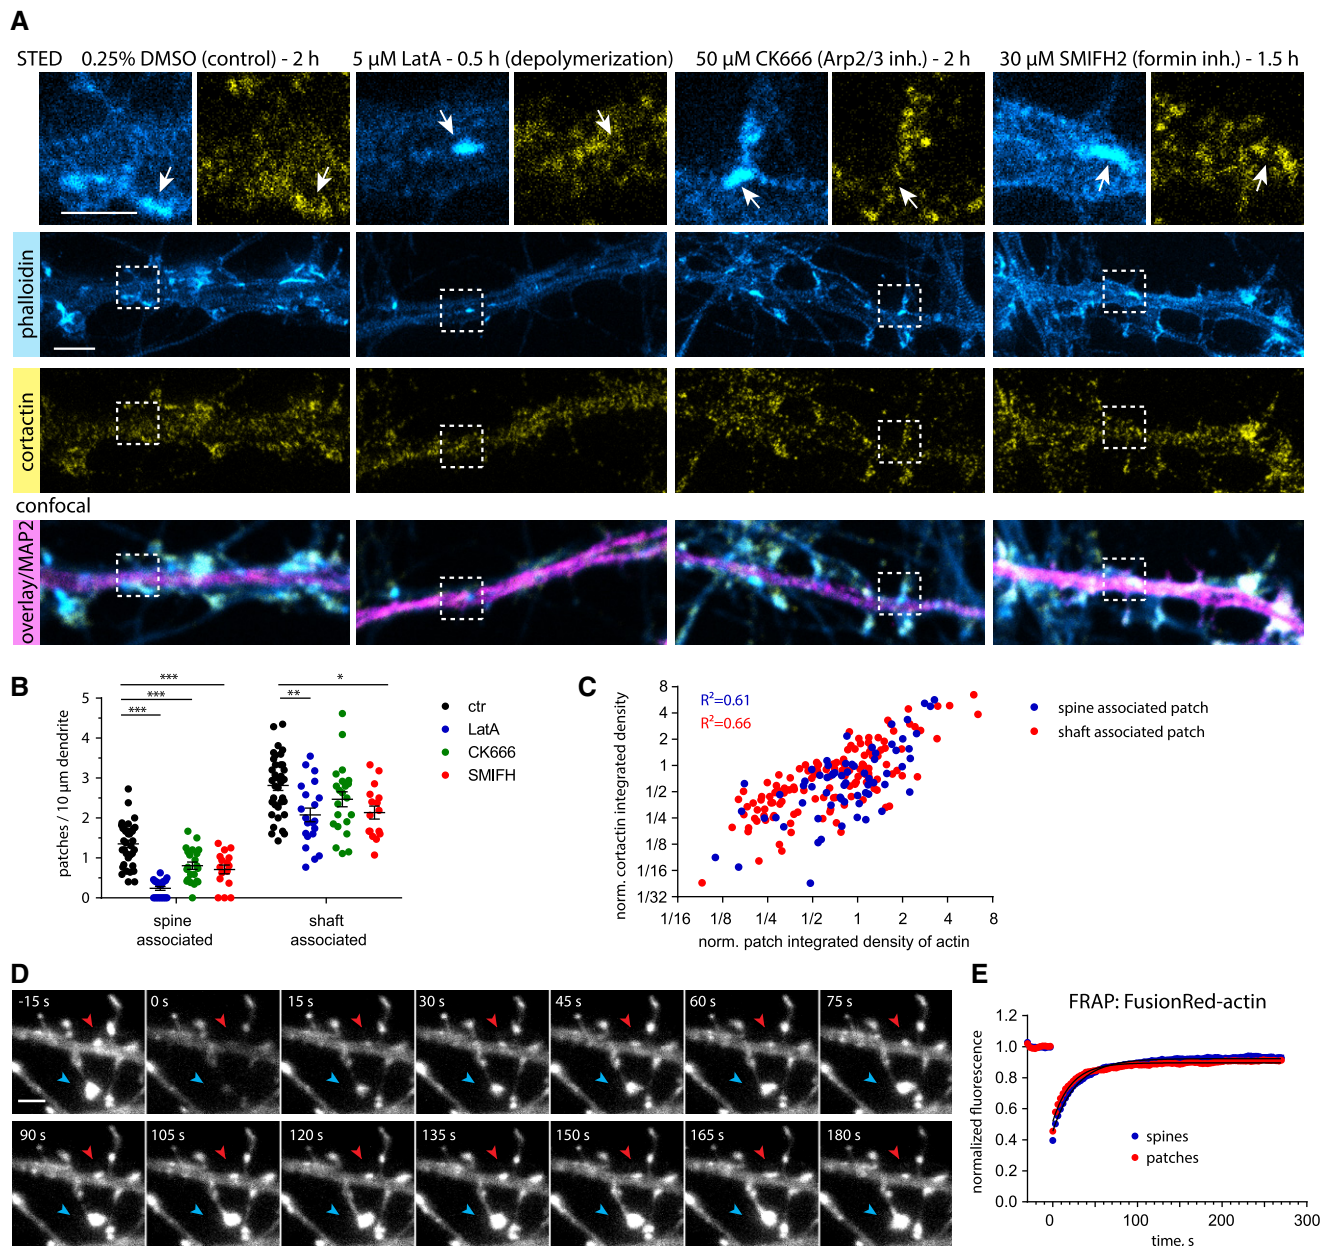 A
STED 0.25% DMSO (control) - 2 h 5 µM LatA - 0.5 h (depolymerization) 50 µM CK666 (Arp2/3 inh.) - 2 h 30 µM SMIFH2 (formin inh.) - 1.5 h
phalloidin
cortactin
confocal
overlay/MAP2
B
patches / 10 µm dendrite
5
4
3
2
1
0
***
***
***
**
*
spine associated
shaft associated
ctr
LatA
CK666
SMIFH
C
norm. cortactin integrated density
8
4
2
1
1/2
1/4
1/8
1/16
1/32
R²=0.61
R²=0.66
1/16 1/8 1/4 1/2 1 2 4 8
norm. patch integrated density of actin
spine associated patch
shaft associated patch
D
-15 s 0 s 15 s 30 s 45 s 60 s 75 s
90 s 105 s 120 s 135 s 150 s 165 s 180 s
E
FRAP: FusionRed-actin
normalized fluorescence
1.2
1.0
0.8
0.6
0.4
0.2
0.0
spines
patches
0 100 200 300
time, s